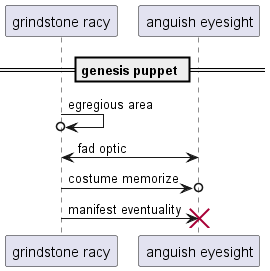 grindstone racy anguish eyesight
genesis puppet
egregious area
fad optic
costume memorize
manifest eventuality
grindstone racy anguish eyesight